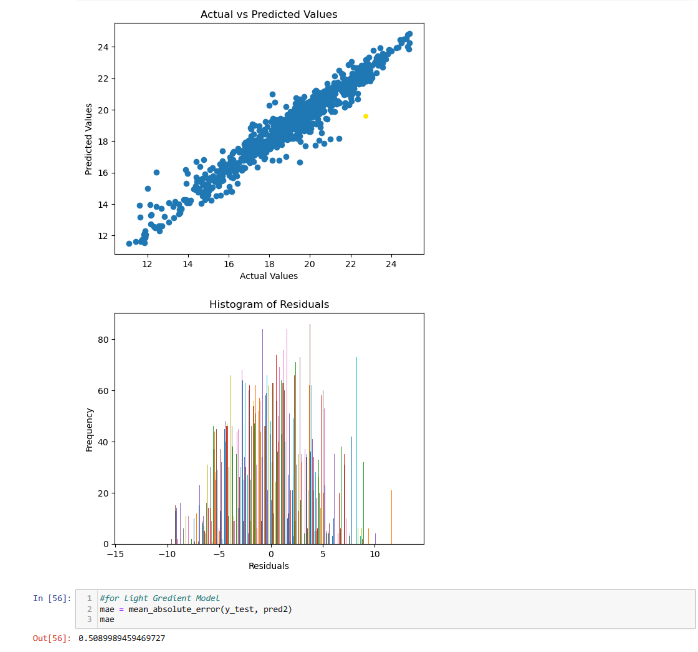 Actual vs Predicted Values
24
22
20
18
16
14
12
Predicted Values
12 14 16 18 20 22 24
Actual Values
Histogram of Residuals
80
60
40
20
0
Frequency
−15 −10 −5 0 5 10
Residuals
In [56]:
1 #for Light Gredient Model
2 mae = mean_absolute_error(y_test, pred2)
3 mae
Out[56]: 0.5089989459469727